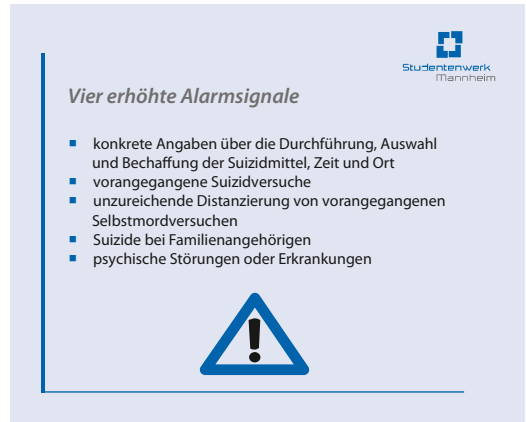 Studentenwerk
Mannheim
Vier erhöhte Alarmsignale
konkrete Angaben über die Durchführung, Auswahl
und Bechaffung der Suizidmittel, Zeit und Ort
vorangegangene Suizidversuche
unzureichende Distanzierung von vorangegangenen
Selbstmordversuchen
Suizide bei Familienangehörigen
psychische Störungen oder Erkrankungen